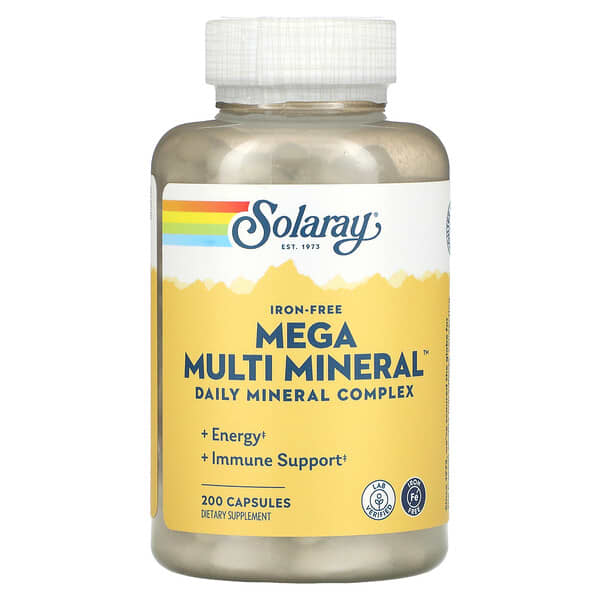 Solaray®
EST. 1973
IRON-FREE
MEGA
MULTI MINERAL™
DAILY MINERAL COMPLEX
+ Energy‡
+ Immune Support‡
200 CAPSULES
DIETARY SUPPLEMENT
LAB VERIFIED
IRON
Fe
FREE